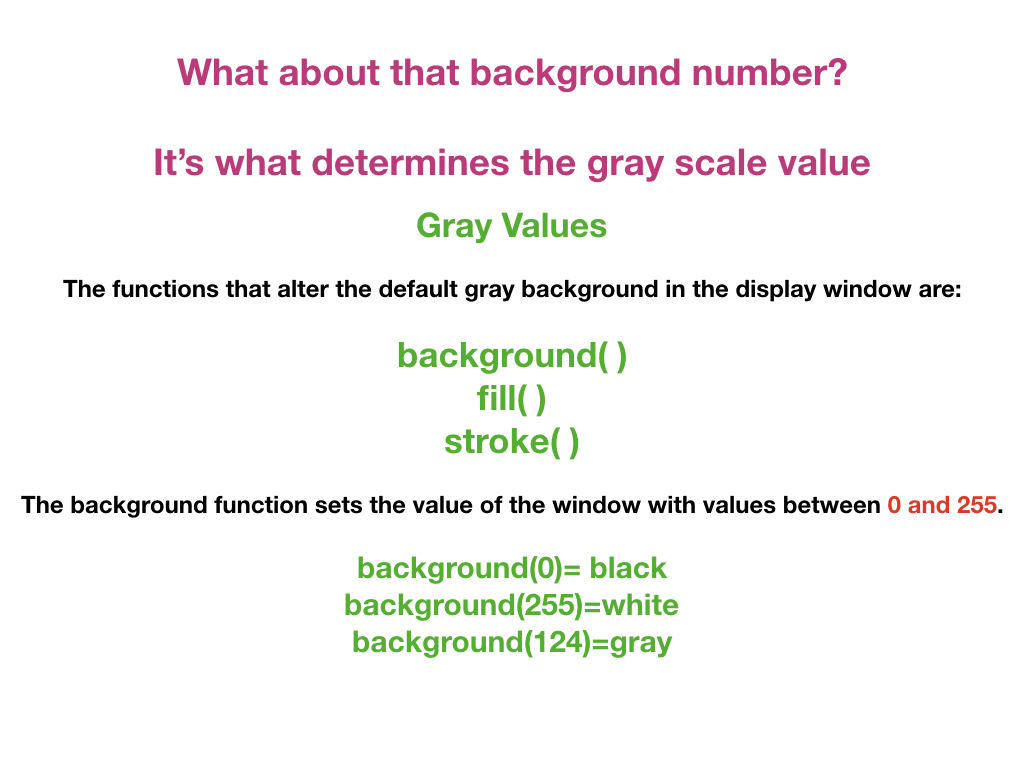 What about that background number?
It’s what determines the gray scale value
Gray Values
The functions that alter the default gray background in the display window are:
background( )
fill( )
stroke( )
The background function sets the value of the window with values between 0 and 255.
background(0)= black
background(255)=white
background(124)=gray